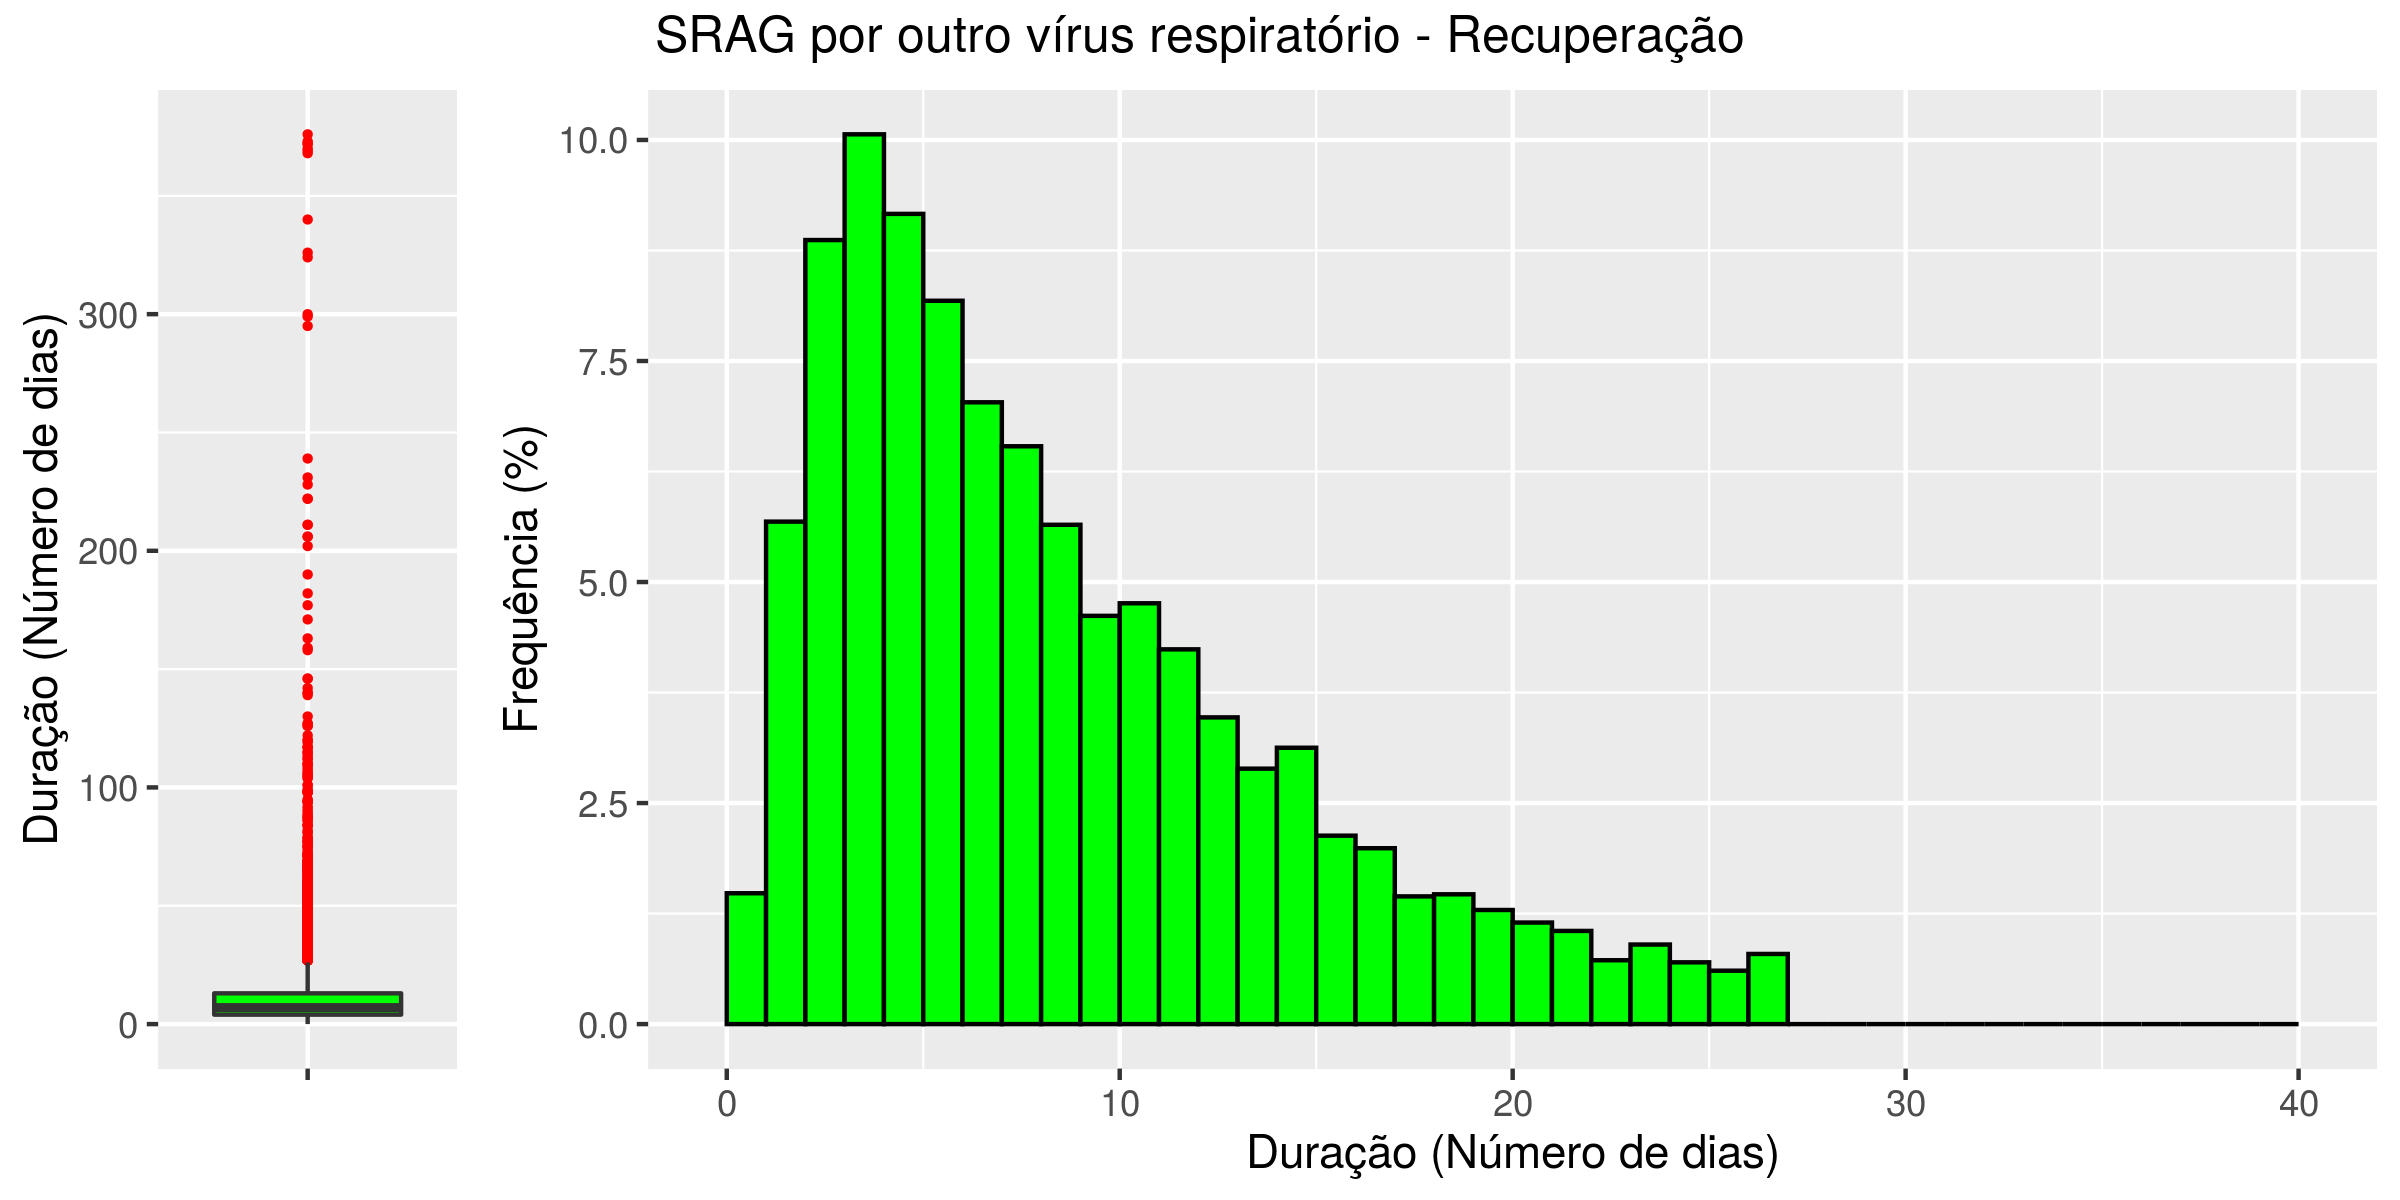 SRAG por outro vírus respiratório - Recuperação
Duração (Número de dias)
300
200
100
0
Frequência (%)
10.0
7.5
5.0
2.5
0.0
0 10 20 30 40
Duração (Número de dias)